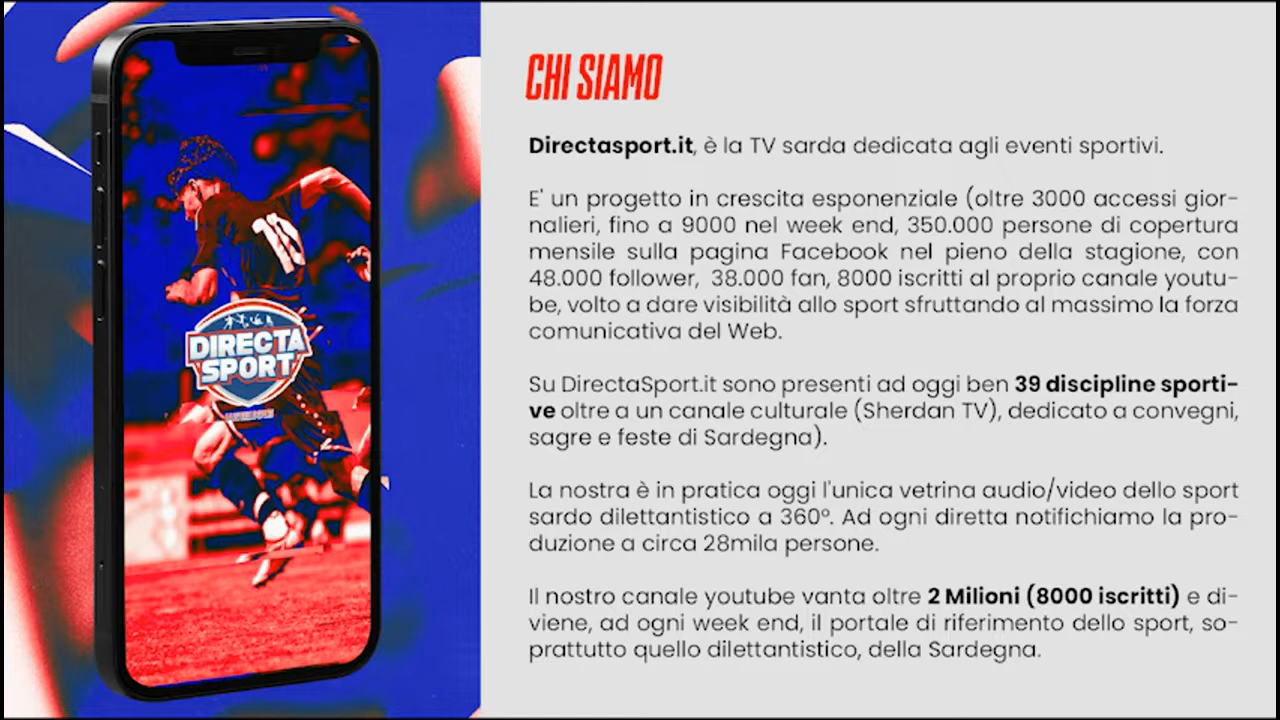 10
DIRECTA
SPORT
CHI SIAMO
Directasport.it, è la TV sarda dedicata agli eventi sportivi.
E' un progetto in crescita esponenziale (oltre 3000 accessi gior-
nalieri, fino a 9000 nel week end, 350.000 persone di copertura
mensile sulla pagina Facebook nel pieno della stagione, con
48.000 follower, 38.000 fan, 8000 iscritti al proprio canale youtu-
be, volto a dare visibilità allo sport sfruttando al massimo la forza
comunicativa del Web.
Su DirectaSport.it sono presenti ad oggi ben 39 discipline sporti-
ve oltre a un canale culturale (Sherdan TV), dedicato a convegni,
sagre e feste di Sardegna).
La nostra è in pratica oggi l'unica vetrina audio/video dello sport
sardo dilettantistico a 360°. Ad ogni diretta notifichiamo la pro-
duzione a circa 28mila persone.
Il nostro canale youtube vanta oltre 2 Milioni (8000 iscritti) e di-
viene, ad ogni week end, il portale di riferimento dello sport, so-
prattutto quello dilettantistico, della Sardegna.